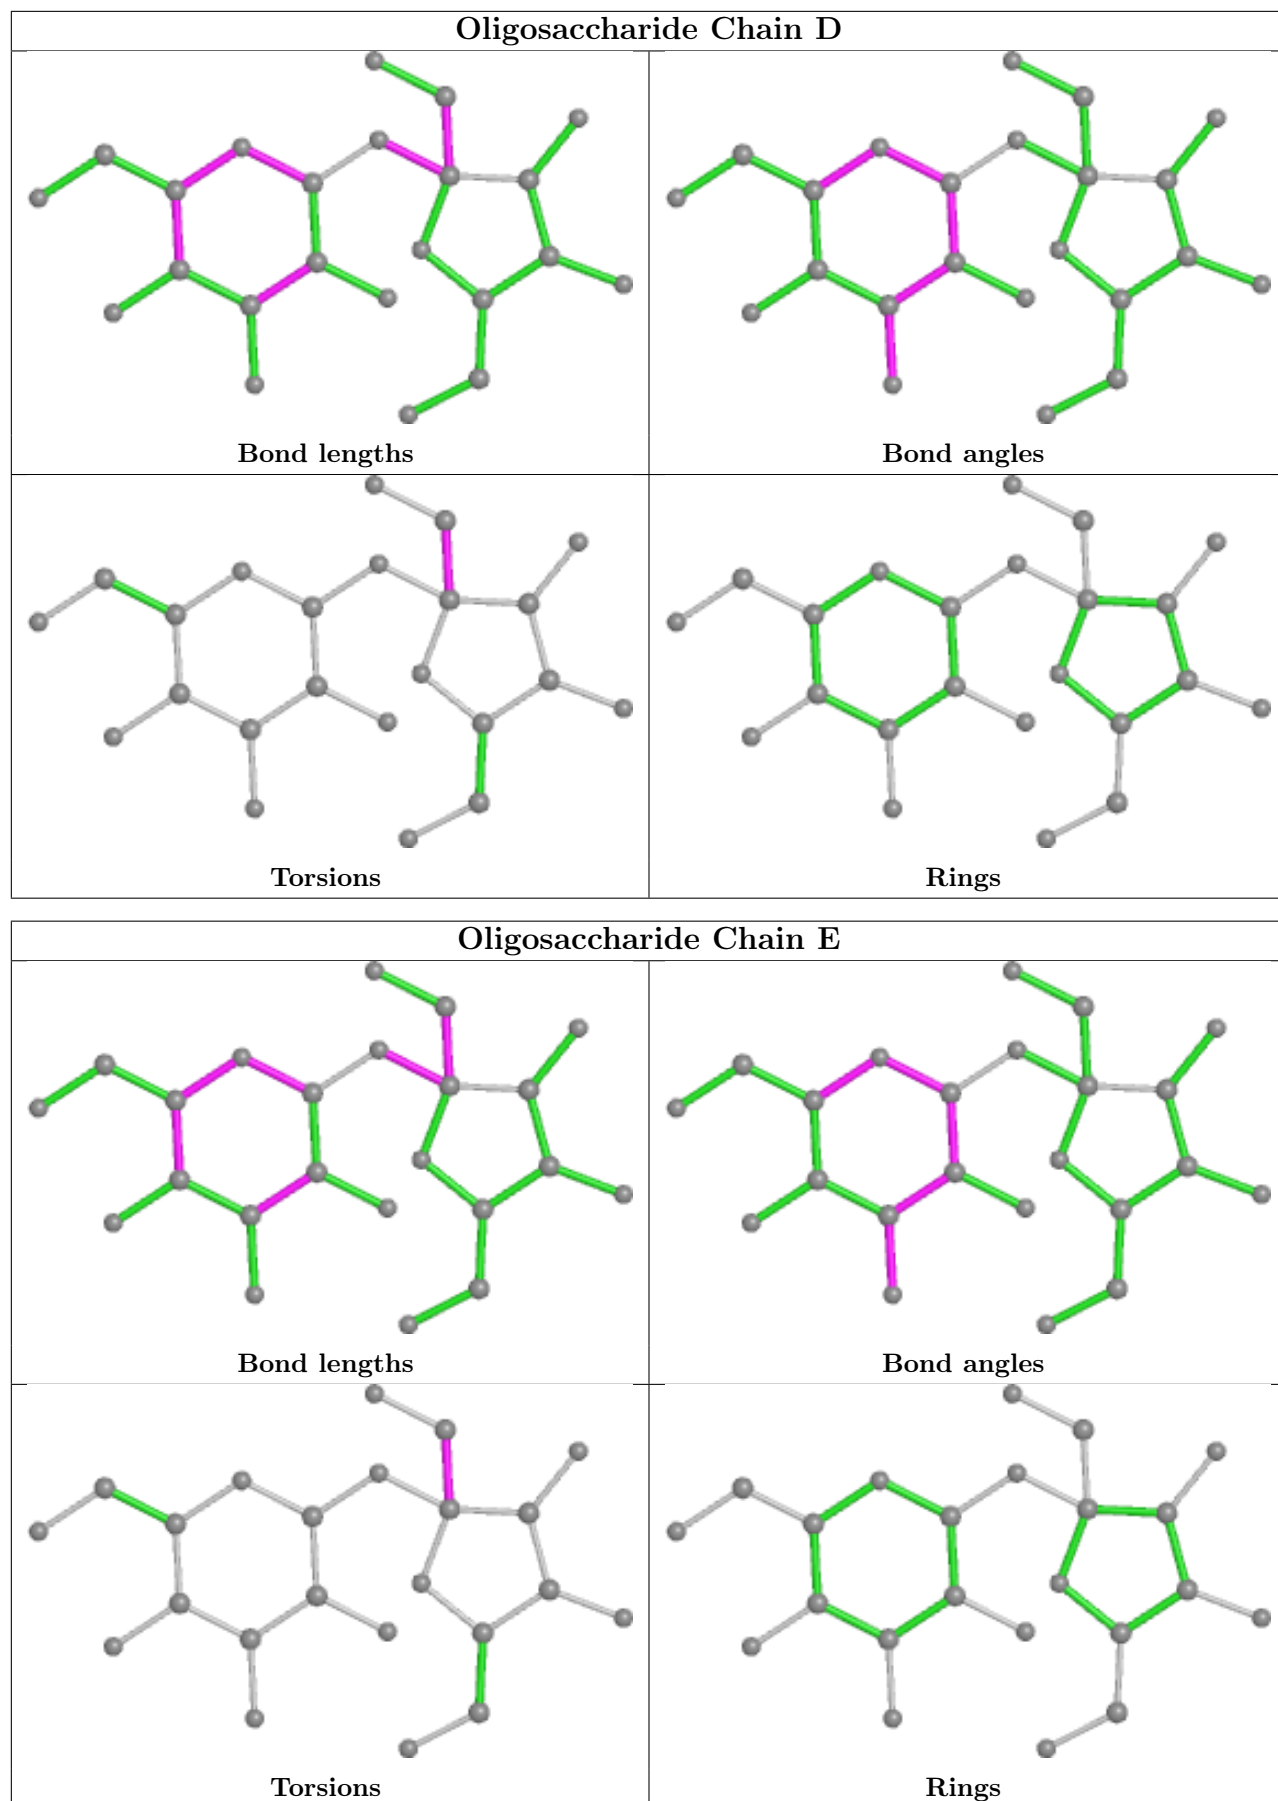 Oligosaccharide Chain D
Bond lengths
Bond angles
Torsions
Rings
Oligosaccharide Chain E
Bond lengths
Bond angles
Torsions
Rings